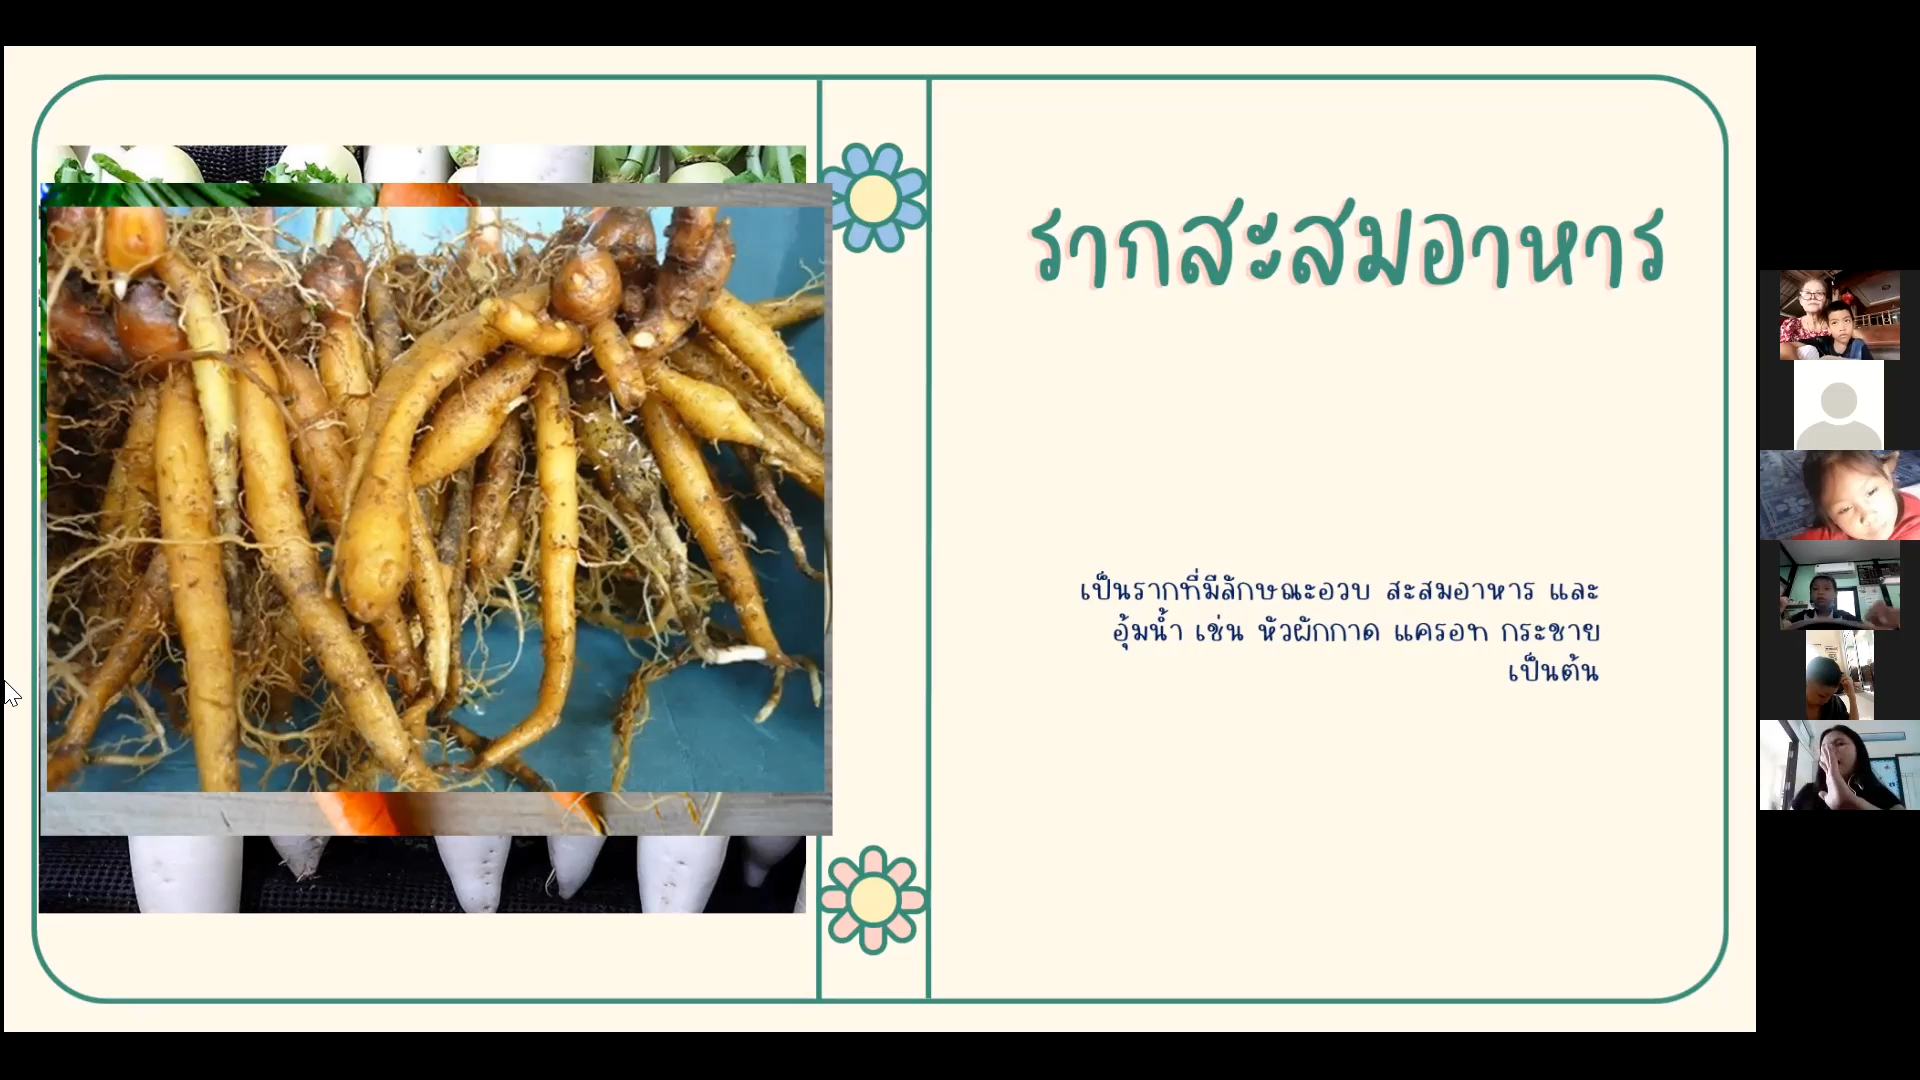 รากสะสมอาหาร
เป็นรากที่มีลักษณะอวบ สะสมอาหาร และ
อุ้มน้ำ เช่น หัวผักกาด แครอท กระชาย
เป็นต้น